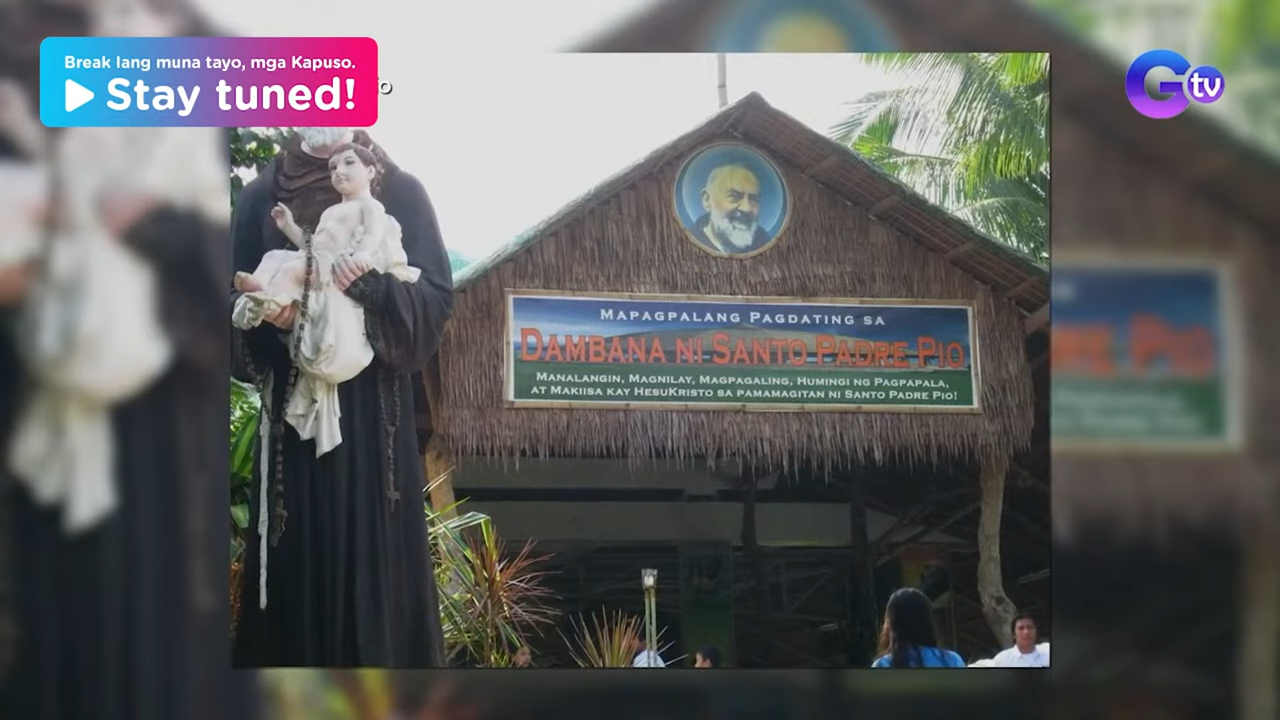 Break lang muna tayo, mga Kapuso.
Stay tuned!
G tv
MAPAGPALANG PAGDATING SA
DAMBANA NI SANTO PADRE PIO
MANALANGIN, MAGNILAY, MAGPAGALING, HUMINGI NG PAGPAPALA,
AT MAKIISA KAY HESUKRISTO SA PAMAMAGITAN NI SANTO PADRE PIO!